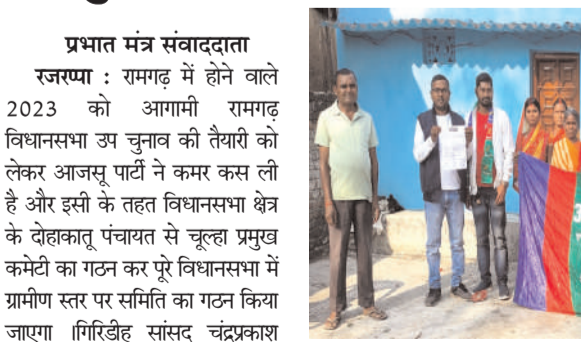 प्रभात मंत्र संवाददाता
रजरप्पा : रामगढ़ में होने वाले
2023 को आगामी रामगढ़
विधानसभा उप चुनाव की तैयारी को
लेकर आजसू पार्टी ने कमर कस ली
है और इसी के तहत विधानसभा क्षेत्र
के दोहाकातू पंचायत से चूल्हा प्रमुख
कमेटी का गठन कर पूरे विधानसभा में
ग्रामीण स्तर पर समिति का गठन किया
जाएगा ।गिरिडीह सांसद चंद्रप्रकाश